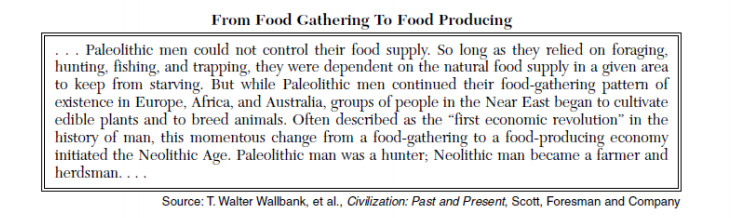 From Food Gathering To Food Producing
. . . Paleolithic men could not control their food supply. So long as they relied on foraging,
hunting, fishing, and trapping, they were dependent on the natural food supply in a given area
to keep from starving. But while Paleolithic men continued their food-gathering pattern of
existence in Europe, Africa, and Australia, groups of people in the Near East began to cultivate
edible plants and to breed animals. Often described as the “first economic revolution” in the
history of man, this momentous change from a food-gathering to a food-producing economy
initiated the Neolithic Age. Paleolithic man was a hunter; Neolithic man became a farmer and
herdsman. . . .
Source: T. Walter Wallbank, et al., Civilization: Past and Present, Scott, Foresman and Company